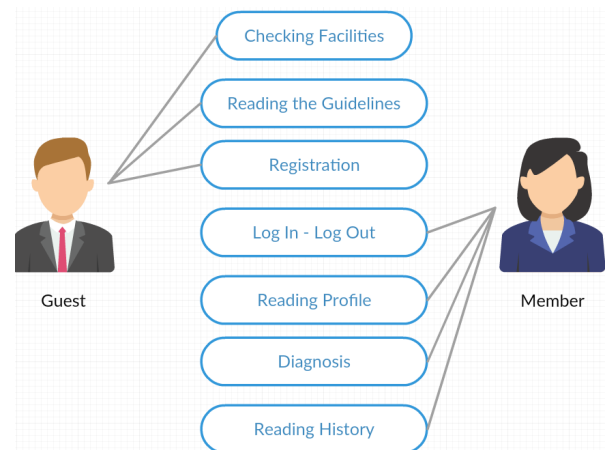 Checking Facilities
Reading the Guidelines
Registration
Log In - Log Out
Guest
Reading Profile
Member
Diagnosis
Reading History